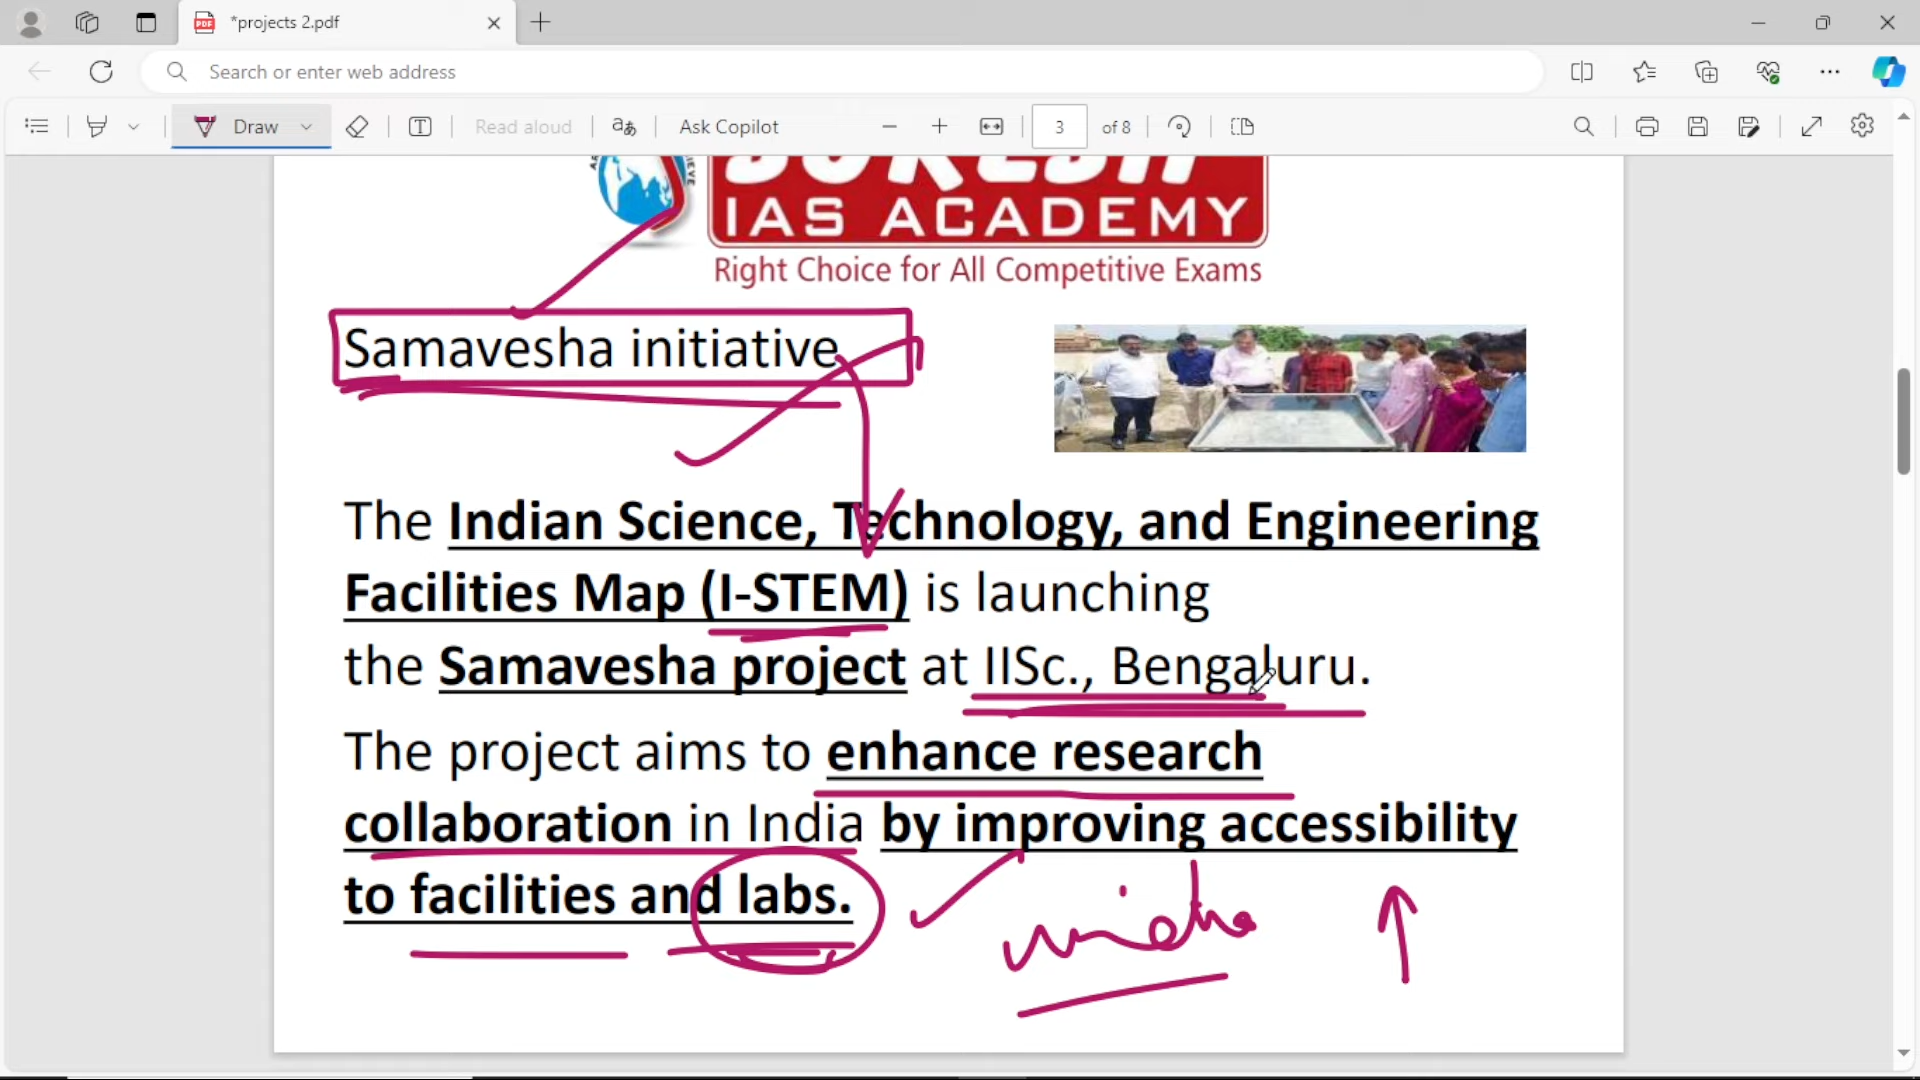 *projects 2.pdf
Search or enter web address
Draw
Read aloud
Ask Copilot
3 of 8
IAS ACADEMY
Right Choice for All Competitive Exams
Samavesha initiative
The Indian Science, Technology, and Engineering
Facilities Map (I-STEM) is launching
the Samavesha project at IISc., Bengaluru.
The project aims to enhance research
collaboration in India by improving accessibility
to facilities and labs.